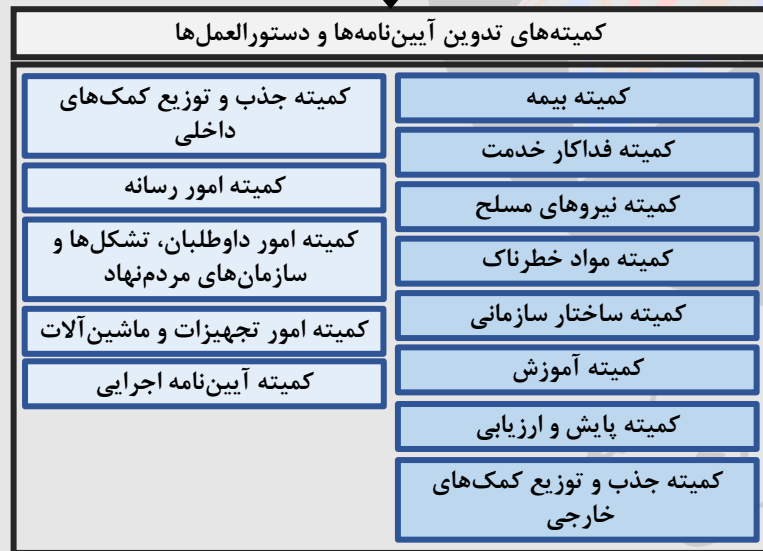 کمیته‌های تدوین آیین‌نامه‌ها و دستورالعمل‌ها
کمیته بیمه
کمیته فداکار خدمت
کمیته نیروهای مسلح
کمیته مواد خطرناک
کمیته ساختار سازمانی
کمیته آموزش
کمیته پایش و ارزیابی
کمیته جذب و توزیع کمک‌های
خارجی
کمیته جذب و توزیع کمک‌های
داخلی
کمیته امور رسانه
کمیته امور داوطلبان، تشکل‌ها و
سازمان‌های مردم‌نهاد
کمیته امور تجهیزات و ماشین‌آلات
کمیته آیین‌نامه اجرایی